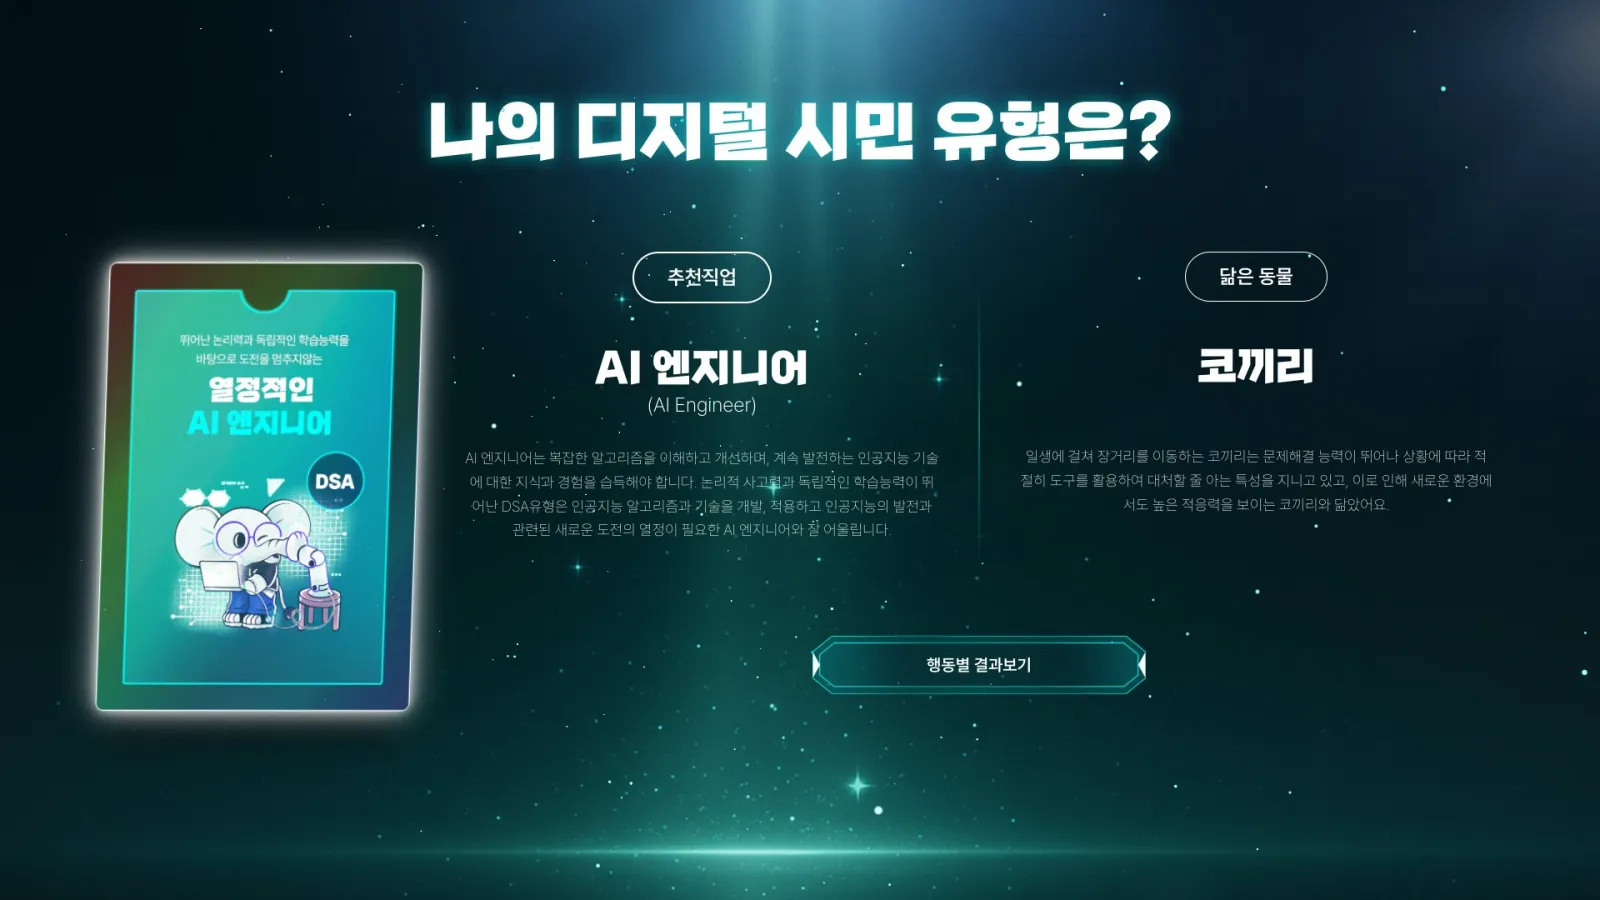 나의 디지털 시민 유형은?
뛰어난 논리력과 독립적인 학습능력을
바탕으로 도전을 멈추지않는
열정적인
AI 엔지니어
DSA
추천직업
AI 엔지니어
(AI Engineer)
AI 엔지니어는 복잡한 알고리즘을 이해하고 개선하며, 계속 발전하는 인공지능 기술
에 대한 지식과 경험을 습득해야 합니다. 논리적 사고력과 독립적인 학습능력이 뛰
어난 DSA유형은 인공지능 알고리즘과 기술을 개발, 적용하고 인공지능의 발전과
관련된 새로운 도전의 열정이 필요한 AI 엔지니어와 잘 어울립니다.
닮은 동물
코끼리
일생에 걸쳐 장거리를 이동하는 코끼리는 문제해결 능력이 뛰어나 상황에 따라 적
절히 도구를 활용하여 대처할 줄 아는 특성을 지니고 있고, 이로 인해 새로운 환경에
서도 높은 적응력을 보이는 코끼리와 닮았어요.
행동별 결과보기